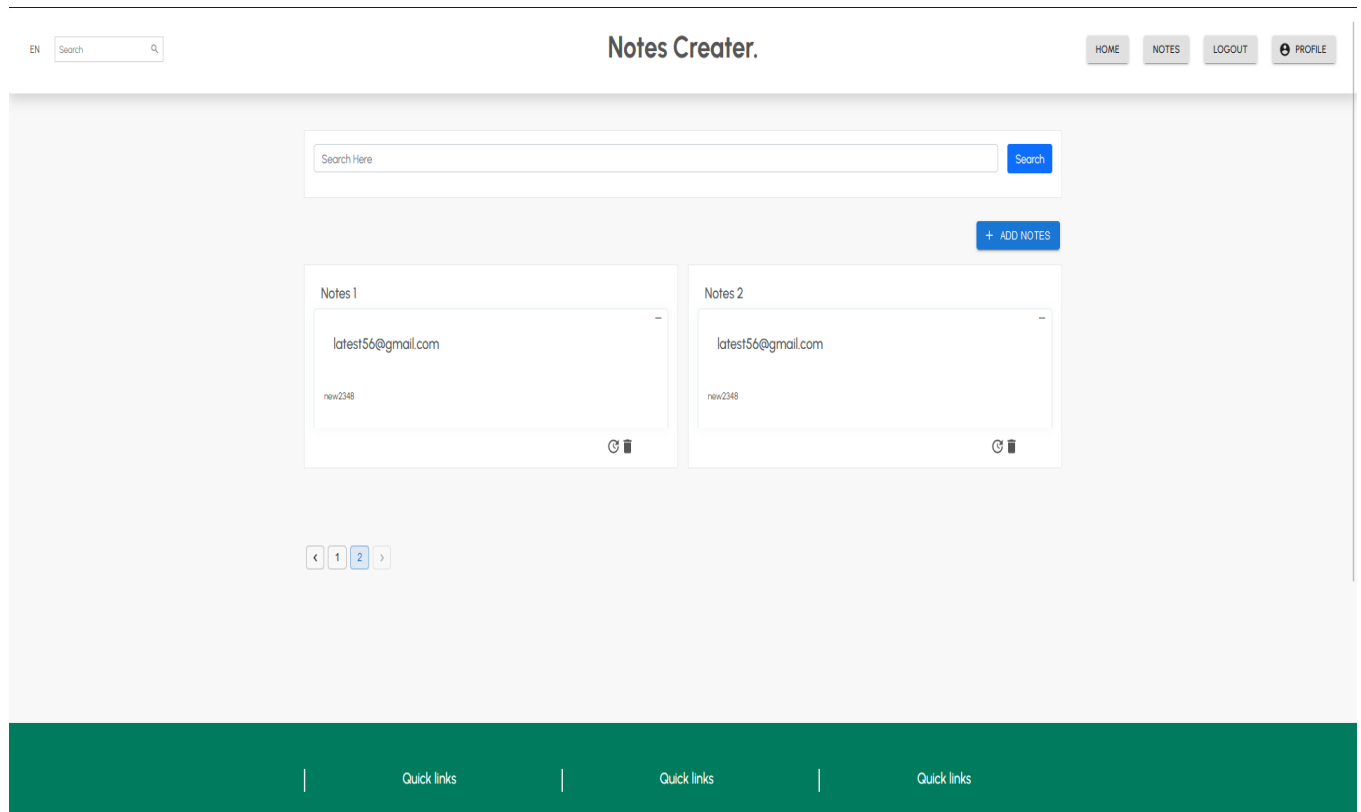 EN Search Notes Creater. HOME NOTES LOGOUT PROFILE
Search Here Search
+ ADD NOTES
Notes 1 Notes 2
latest56@gmail.com latest56@gmail.com
new2348 new2348
< 1 2 >
Quick links Quick links Quick links